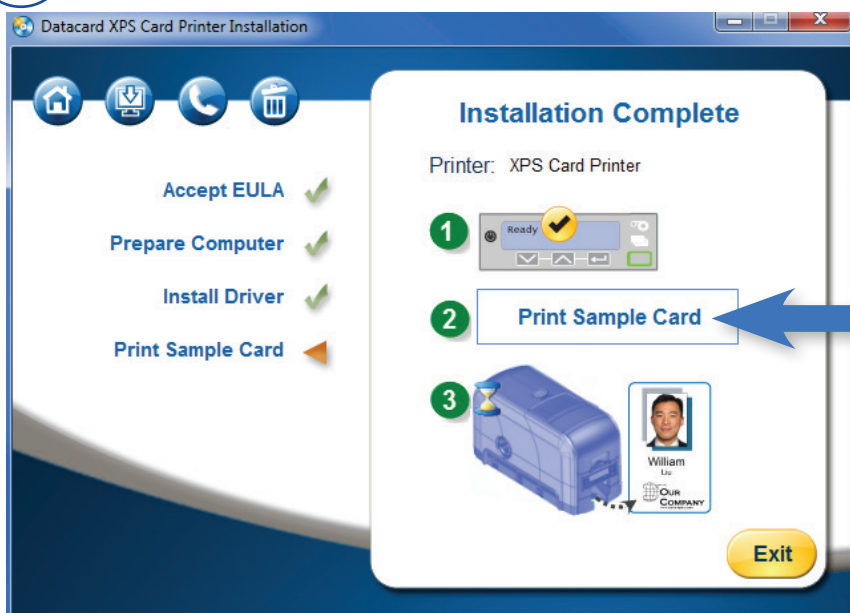 Datacard XPS Card Printer Installation
Accept EULA
Prepare Computer
Install Driver
Print Sample Card
Installation Complete
Printer: XPS Card Printer
1
Ready
2
Print Sample Card
3
William
Liu
OUR
COMPANY
Exit